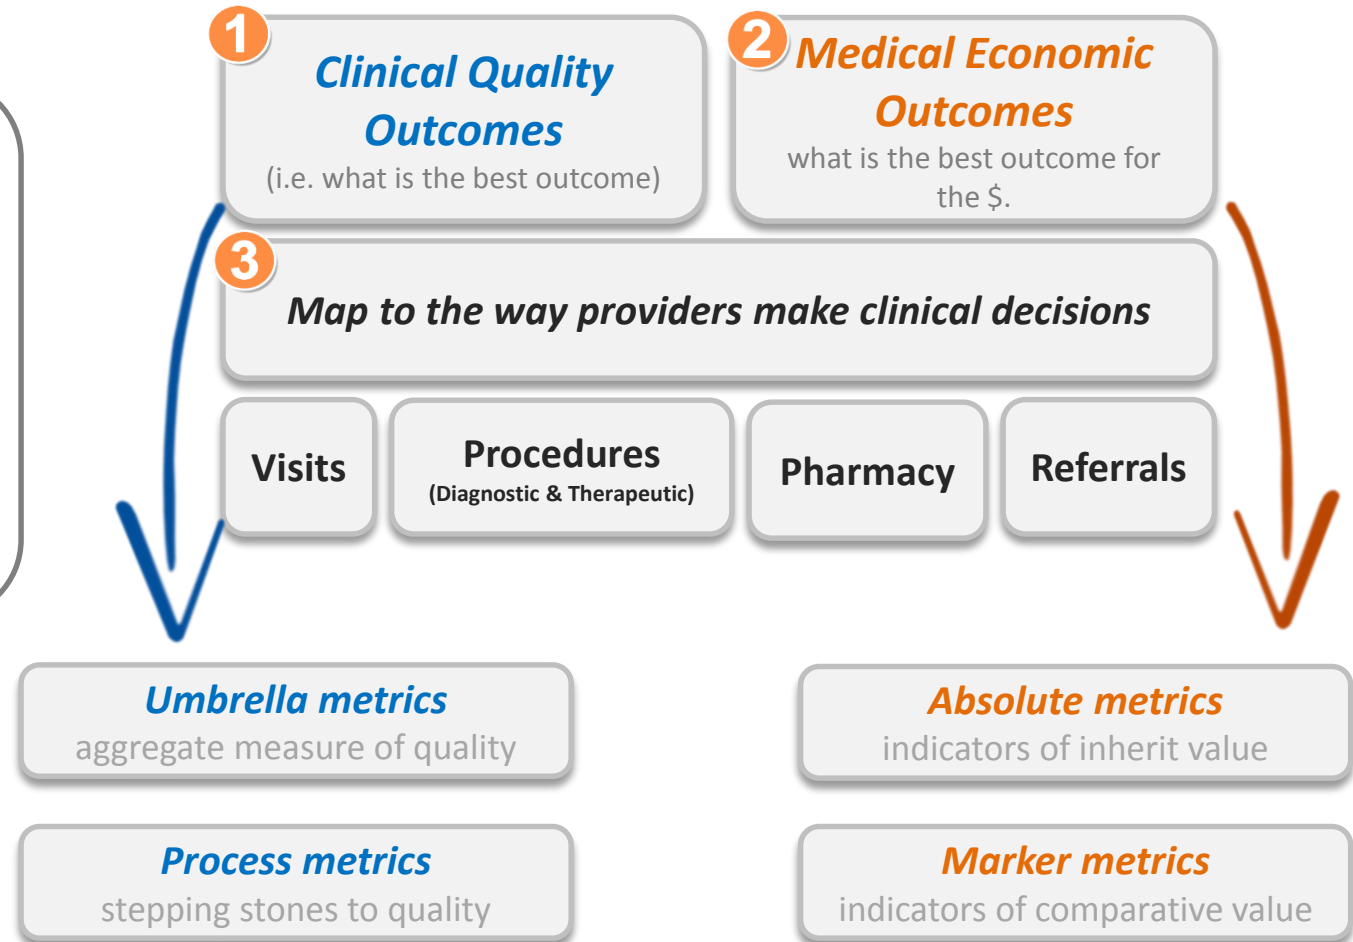 1
Clinical Quality
Outcomes
(i.e. what is the best outcome)
2
Medical Economic
Outcomes
what is the best outcome for
the $.
3
Map to the way providers make clinical decisions
Visits
Procedures
(Diagnostic & Therapeutic)
Pharmacy
Referrals
Umbrella metrics
aggregate measure of quality
Absolute metrics
indicators of inherit value
Process metrics
stepping stones to quality
Marker metrics
indicators of comparative value